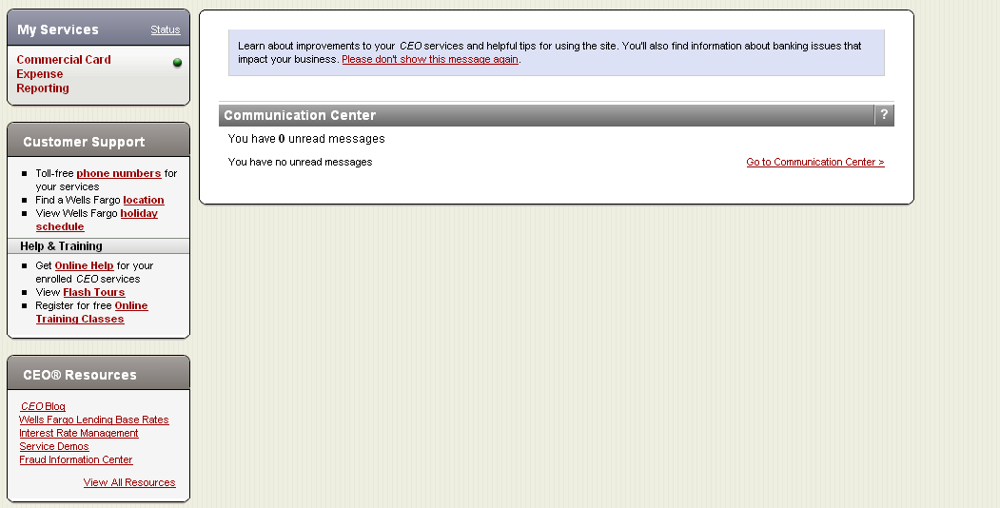 My Services
Status
Commercial Card
Expense
Reporting
Customer Support
Toll-free phone numbers for
your services
Find a Wells Fargo location
View Wells Fargo holiday
schedule
Help & Training
Get Online Help for your
enrolled CEO services
View Flash Tours
Register for free Online
Training Classes
CEO® Resources
CEO Blog
Wells Fargo Lending Base Rates
Interest Rate Management
Service Demos
Fraud Information Center
View All Resources
Learn about improvements to your CEO services and helpful tips for using the site. You'll also find information about banking issues that
impact your business. Please don't show this message again.
Communication Center
?
You have 0 unread messages
You have no unread messages
Go to Communication Center >